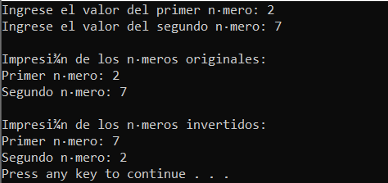 Ingrese el valor del primer n·mero: 2
Ingrese el valor del segundo n·mero: 7
Impresi¾n de los n·meros originales:
Primer n·mero: 2
Segundo n·mero: 7
Impresi¾n de los n·meros invertidos:
Primer n·mero: 7
Segundo n·mero: 2
Press any key to continue . . .